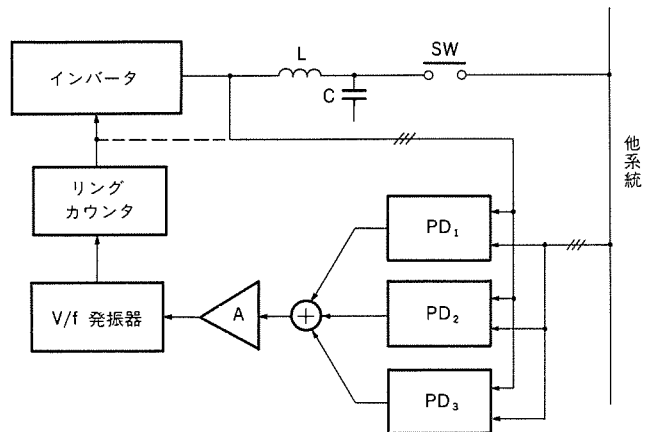 インバータ
L
C
SW
他系統
リング
カウンタ
PD₁
PD₂
PD₃
A
+
V/f 発振器